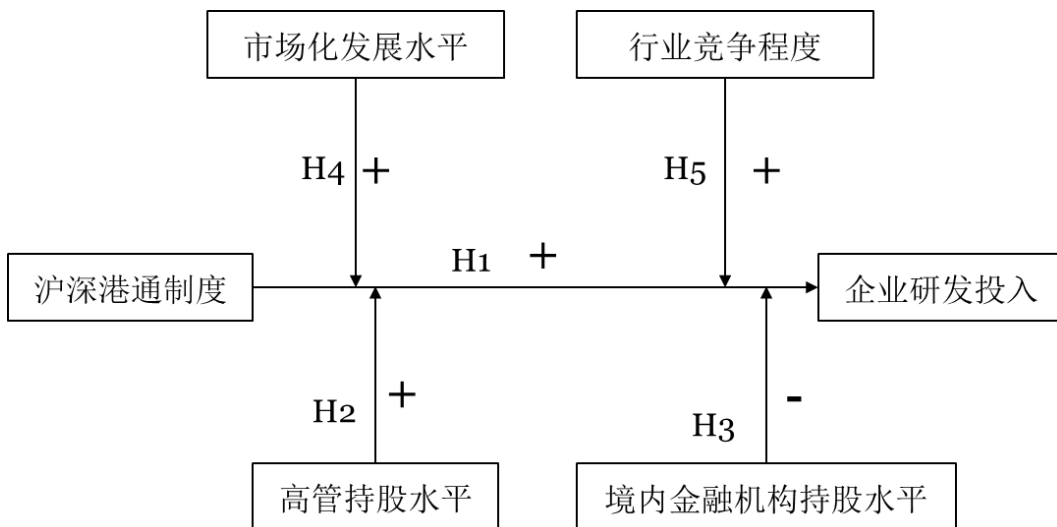 市场化发展水平
行业竞争程度
H4 +
H5 +
H1 +
沪深港通制度
企业研发投入
H2 +
H3 -
高管持股水平
境内金融机构持股水平